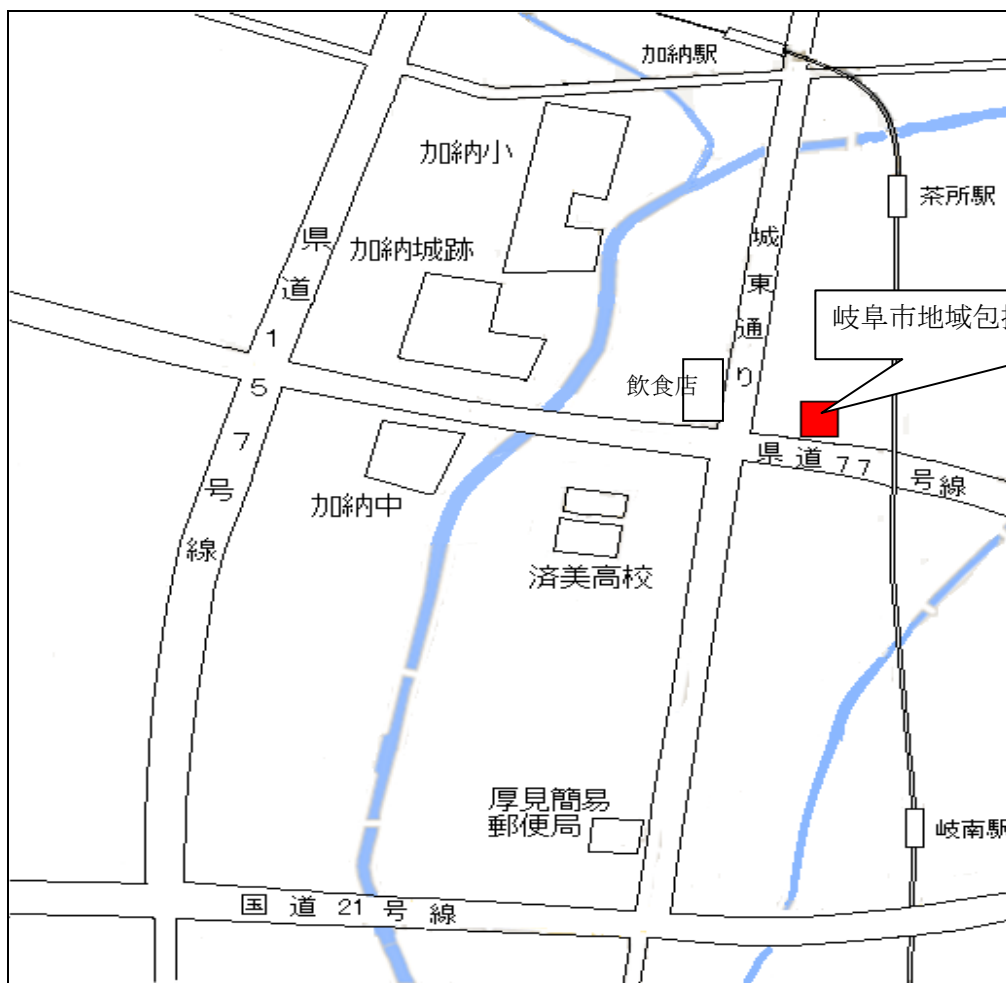 加納駅
加納小
茶所駅
県道157号線
加納城跡
城東通り
岐阜市地域包
飲食店
県道77号線
加納中
済美高校
厚見簡易
郵便局
岐南駅
国道21号線